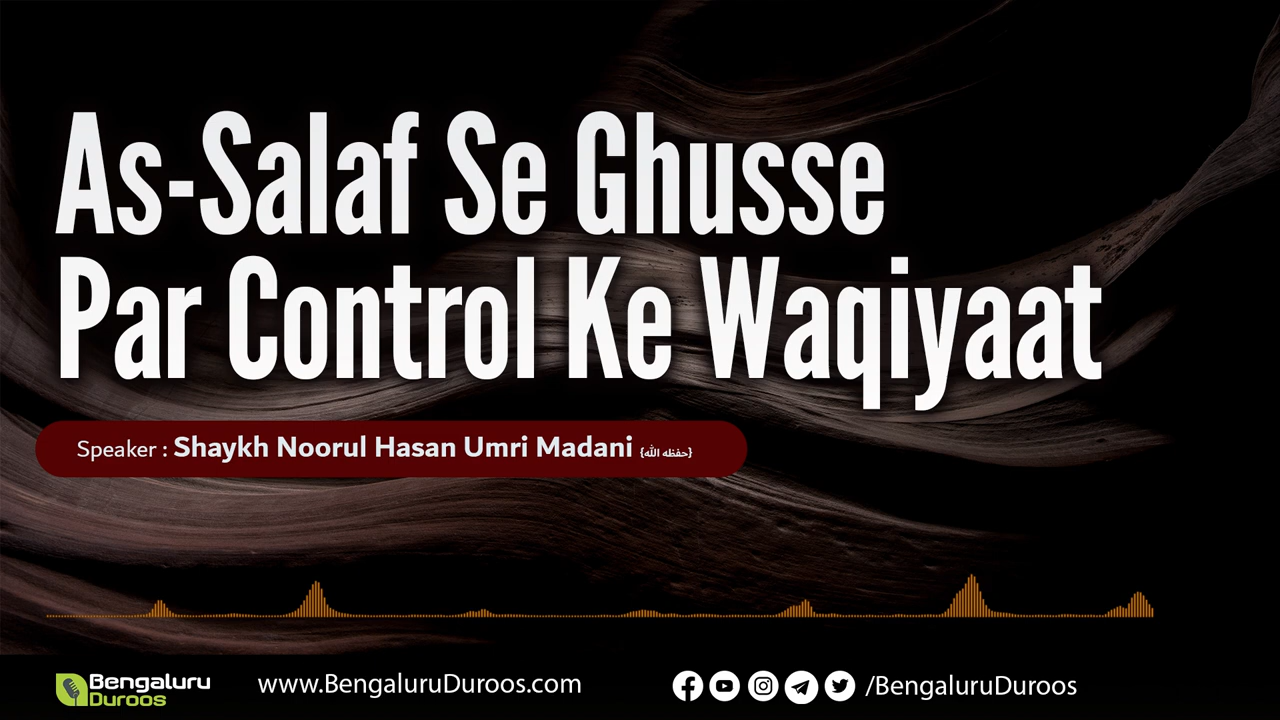 As-Salaf Se Ghusse
Par Control Ke Waqiyaat
Speaker : Shaykh Noorul Hasan Umri Madani {حفظه الله}
Bengaluru
Duroos
www.BengaluruDuroos.com
/BengaluruDuroos